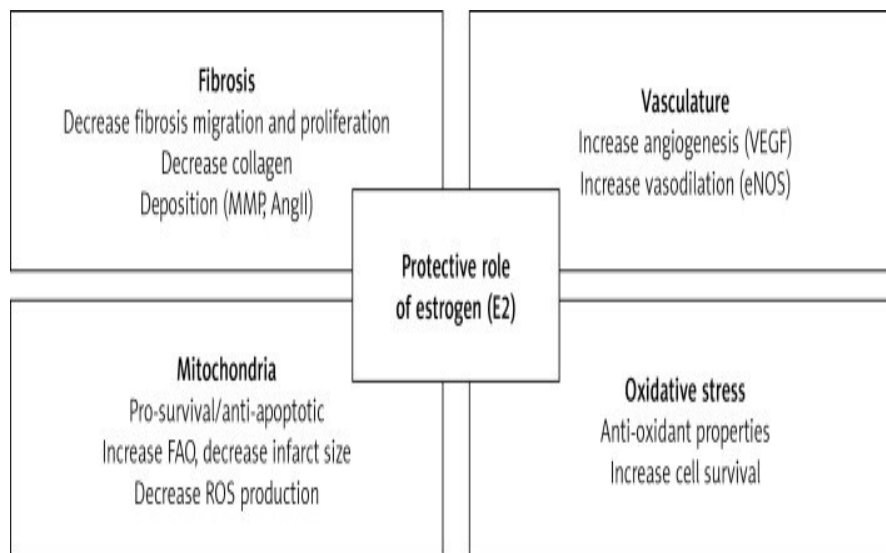 Fibrosis
Decrease fibrosis migration and proliferation
Decrease collagen
Deposition (MMP, AngII)
Vasculature
Increase angiogenesis (VEGF)
Increase vasodilation (eNOS)
Protective role
of estrogen (E2)
Mitochondria
Pro-survival/anti-apoptotic
Increase FAO, decrease infarct size
Decrease ROS production
Oxidative stress
Anti-oxidant properties
Increase cell survival